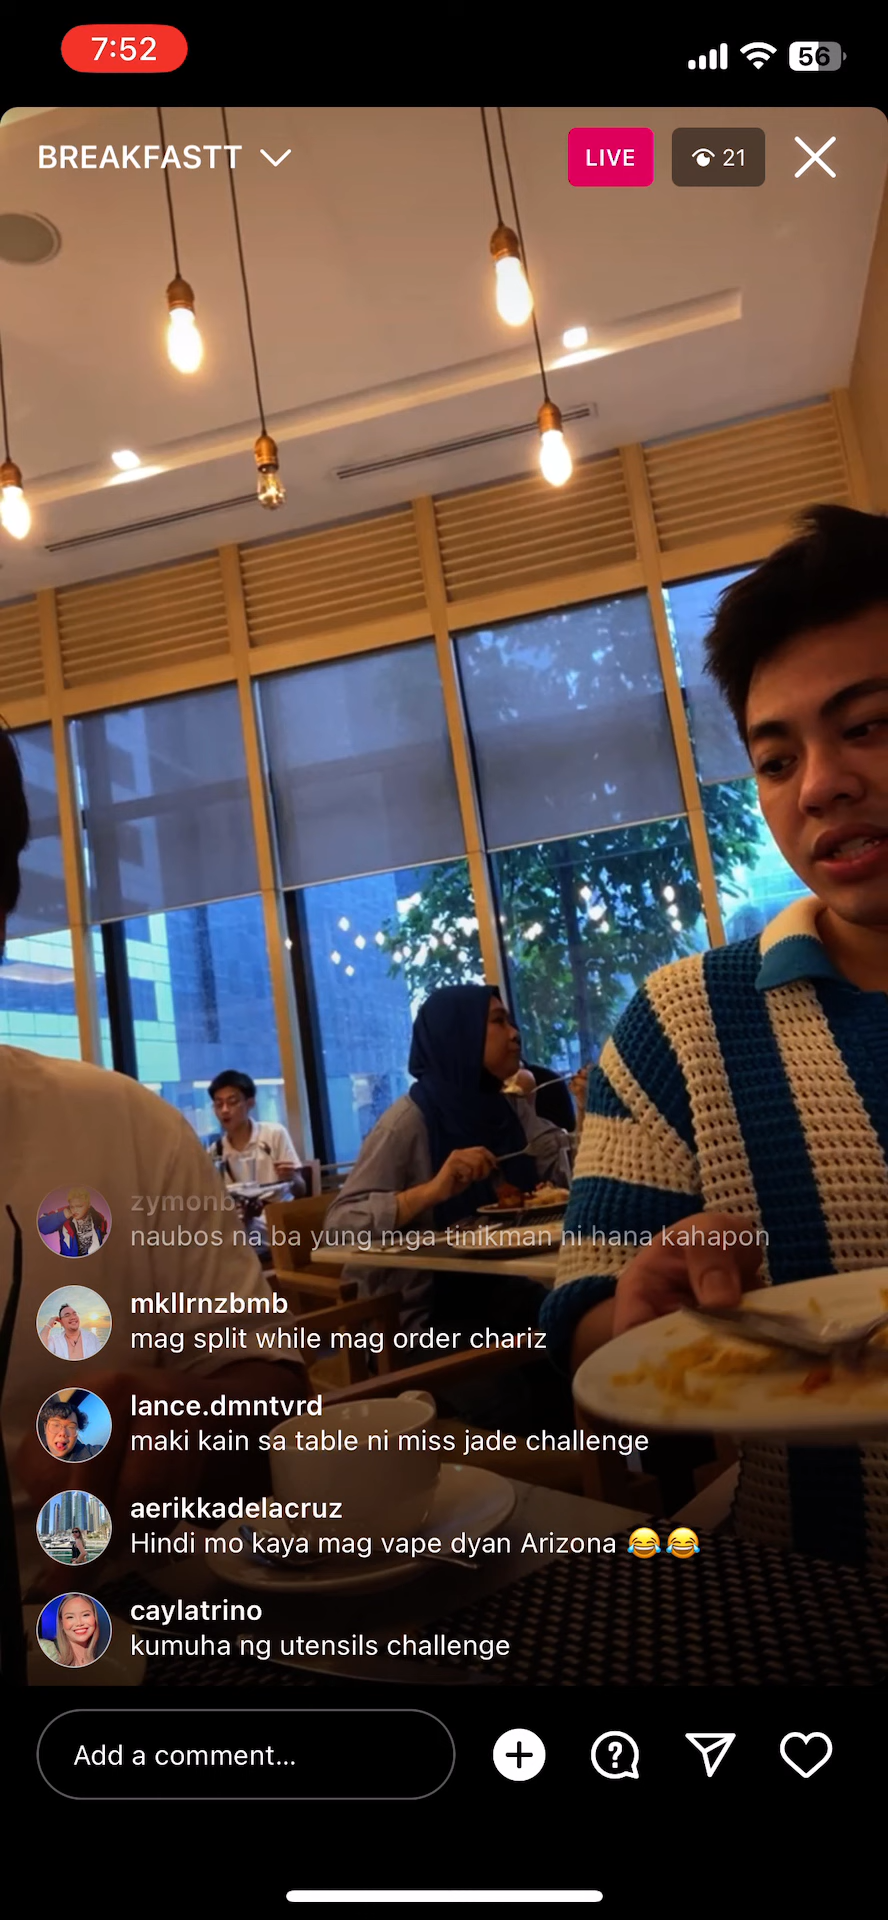 7:52
56
BREAKFASTT
LIVE
21
zymonb
naubos na ba yung mga tinikman ni hana kahapon
mkllrnzbmb
mag split while mag order chariz
lance.dmntvrd
maki kain sa table ni miss jade challenge
aerikkadelacruz
Hindi mo kaya mag vape dyan Arizona 😂😂
caylatrino
kumuha ng utensils challenge
Add a comment...